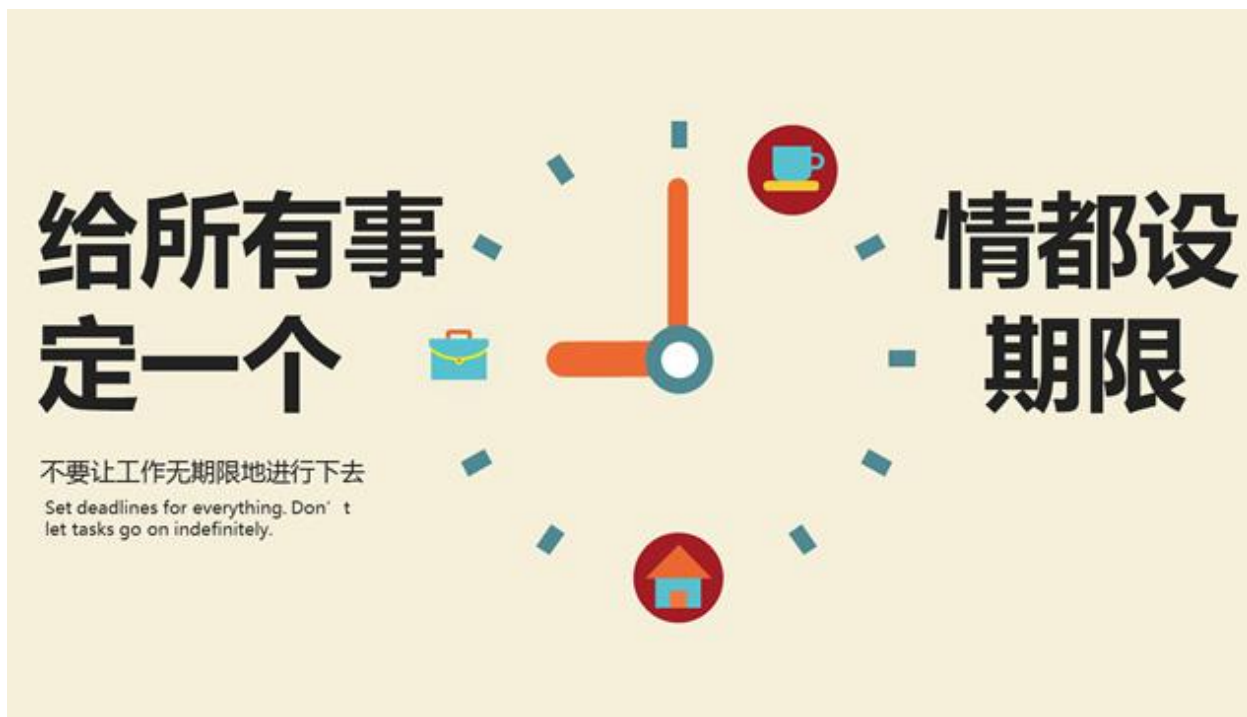 给所有事情都设
定一个期限
不要让工作无期限地进行下去
Set deadlines for everything. Don't
let tasks go on indefinitely.